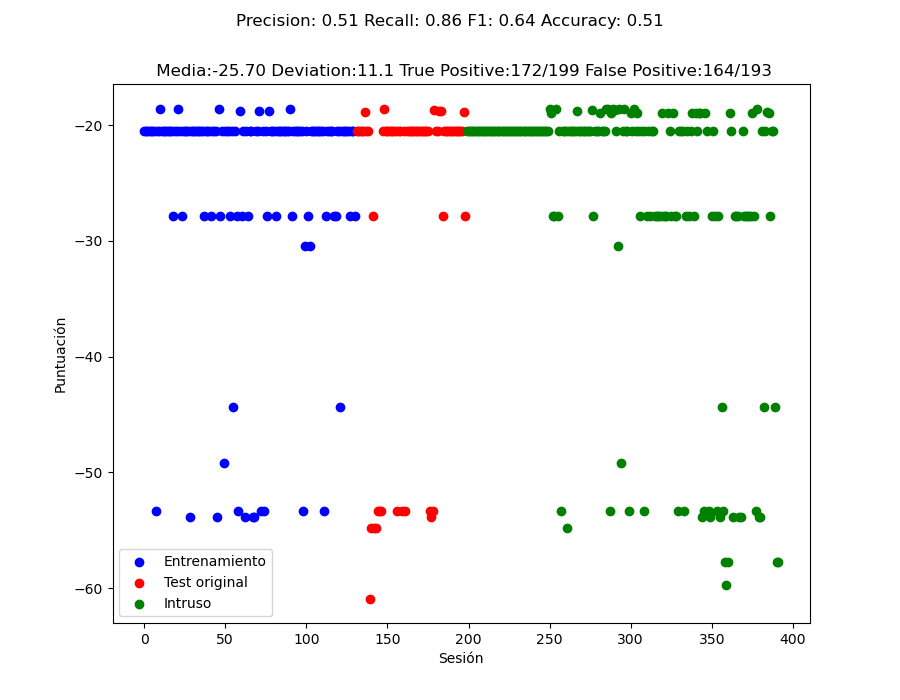 Precision: 0.51 Recall: 0.86 F1: 0.64 Accuracy: 0.51
Media:-25.70 Deviation:11.1 True Positive:172/199 False Positive:164/193
−20
−30
−40
−50
−60
Puntuación
Entrenamiento
Test original
Intruso
0 50 100 150 200 250 300 350 400
Sesión